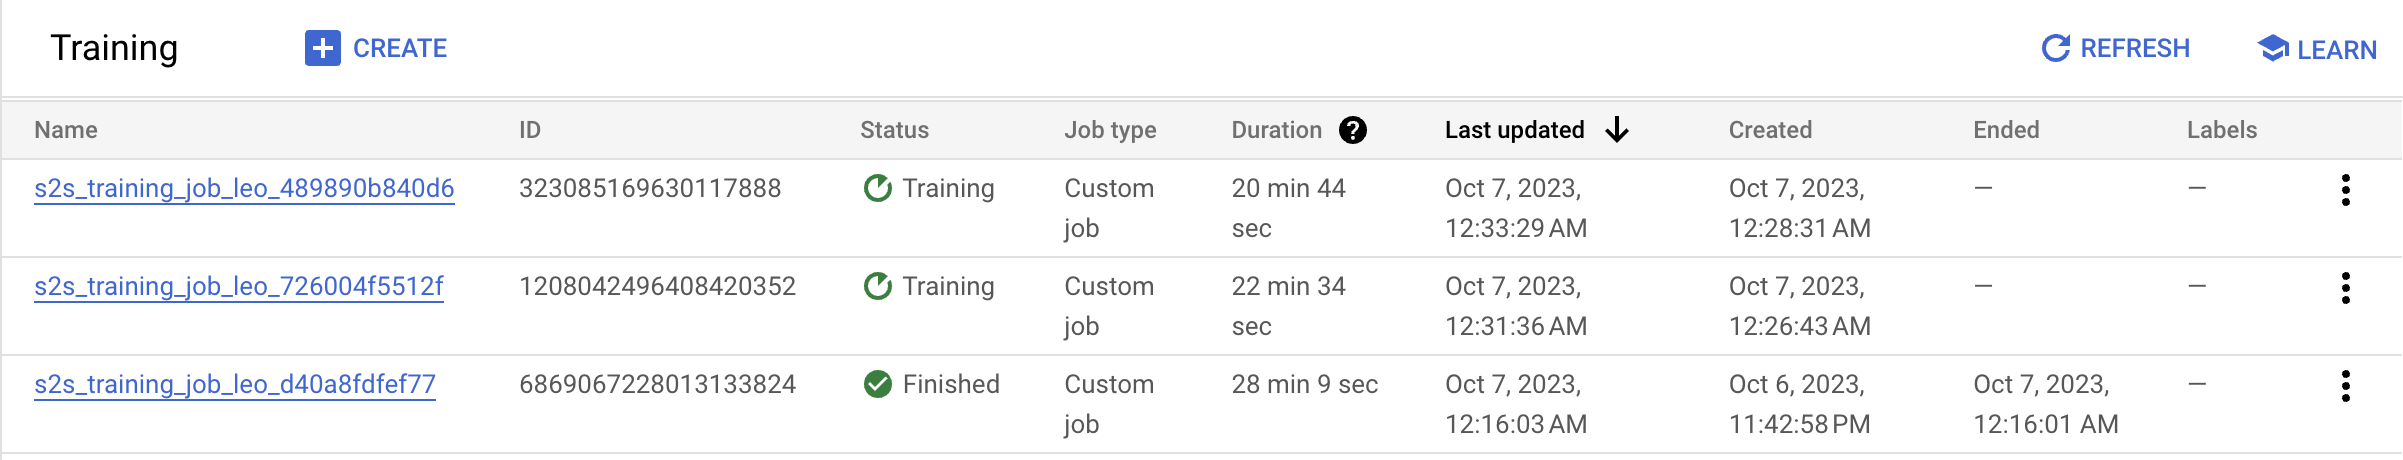 Training CREATE REFRESH LEARN
Name ID Status Job type Duration ? Last updated Created Ended Labels
s2s_training_job_leo_489890b840d6 323085169630117888 Training Custom 20 min 44 Oct 7, 2023, Oct 7, 2023, — —
job sec 12:33:29 AM 12:28:31 AM
s2s_training_job_leo_726004f5512f 1208042496408420352 Training Custom 22 min 34 Oct 7, 2023, Oct 7, 2023, — —
job sec 12:31:36 AM 12:26:43 AM
s2s_training_job_leo_d40a8fdfef77 6869067228013133824 Finished Custom 28 min 9 sec Oct 7, 2023, Oct 6, 2023, Oct 7, 2023, —
job 12:16:03 AM 11:42:58 PM 12:16:01 AM